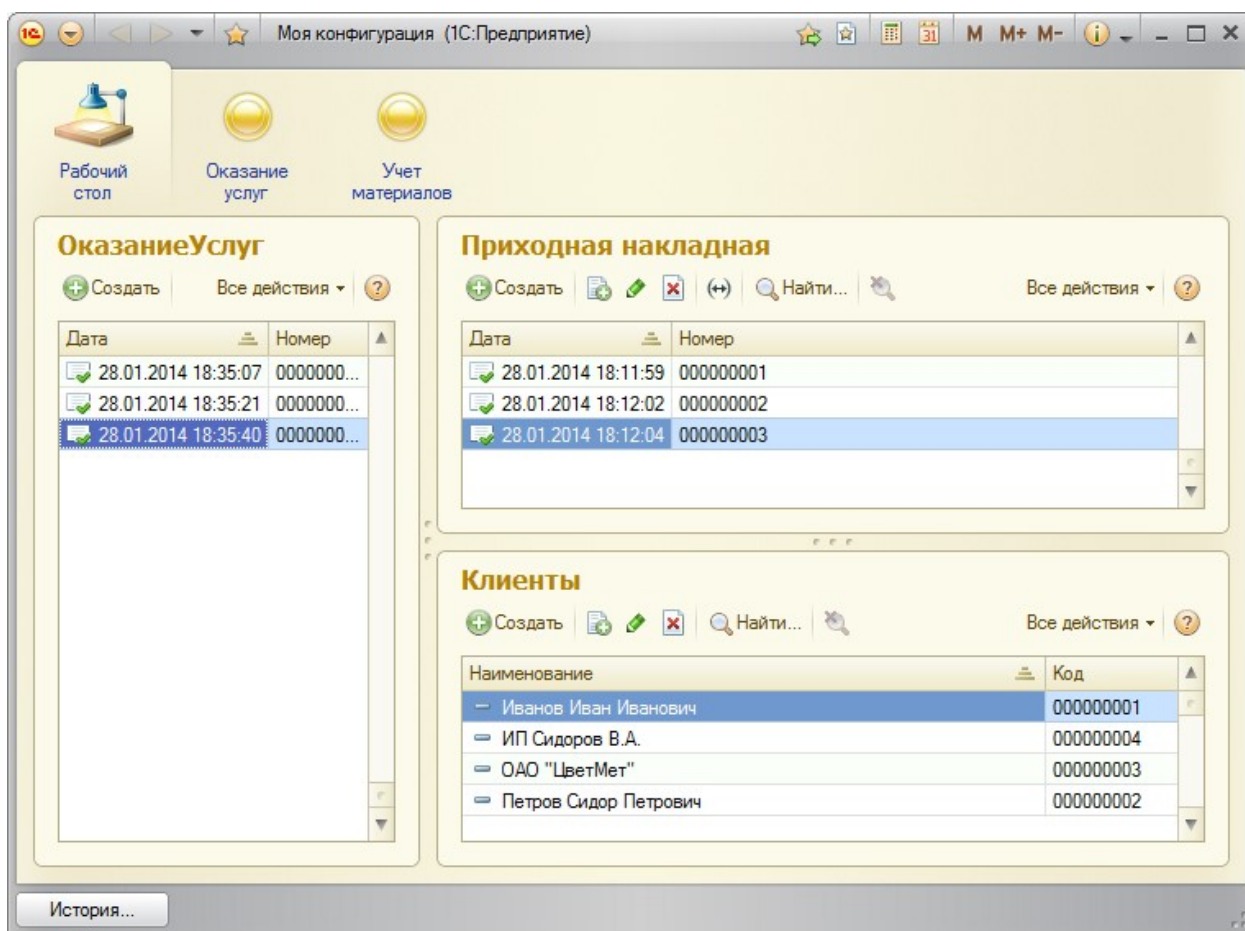 Моя конфигурация (1С:Предприятие)
31 M M+ M-
Рабочий стол
Оказание услуг
Учет материалов
ОказаниеУслуг
Создать Все действия
Дата Номер
28.01.2014 18:35:07 0000000...
28.01.2014 18:35:21 0000000...
28.01.2014 18:35:40 0000000...
Приходная накладная
Создать Найти... Все действия
Дата Номер
28.01.2014 18:11:59 000000001
28.01.2014 18:12:02 000000002
28.01.2014 18:12:04 000000003
Клиенты
Создать Найти... Все действия
Наименование Код
Иванов Иван Иванович 000000001
ИП Сидоров В.А. 000000004
ОАО "ЦветМет" 000000003
Петров Сидор Петрович 000000002
История...